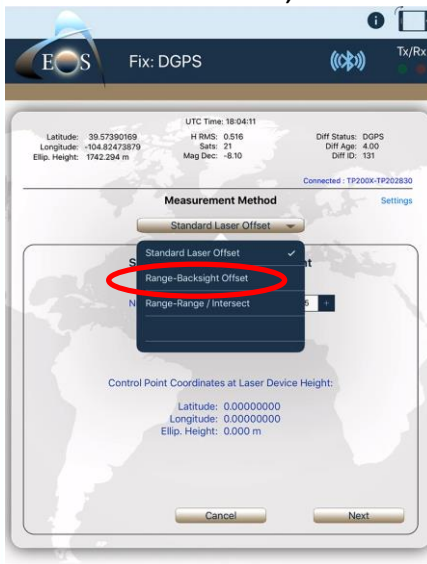 EOS Fix: DGPS Tx/Rx
UTC Time: 18:04:11
Latitude: 39.57390169 H RMS: 0.516 Diff Status: DGPS
Longitude: -104.82473879 Sats: 21 Diff Age: 4.00
Ellip. Height: 1742.294 m Mag Dec: -8.10 Diff ID: 131
Connected : TP200X-TP202830
Measurement Method Settings
Standard Laser Offset
Standard Laser Offset
Range-Backsight Offset
Range-Range / Intersect
Control Point Coordinates at Laser Device Height:
Latitude: 0.00000000
Longitude: 0.00000000
Ellip. Height: 0.000 m
Cancel Next